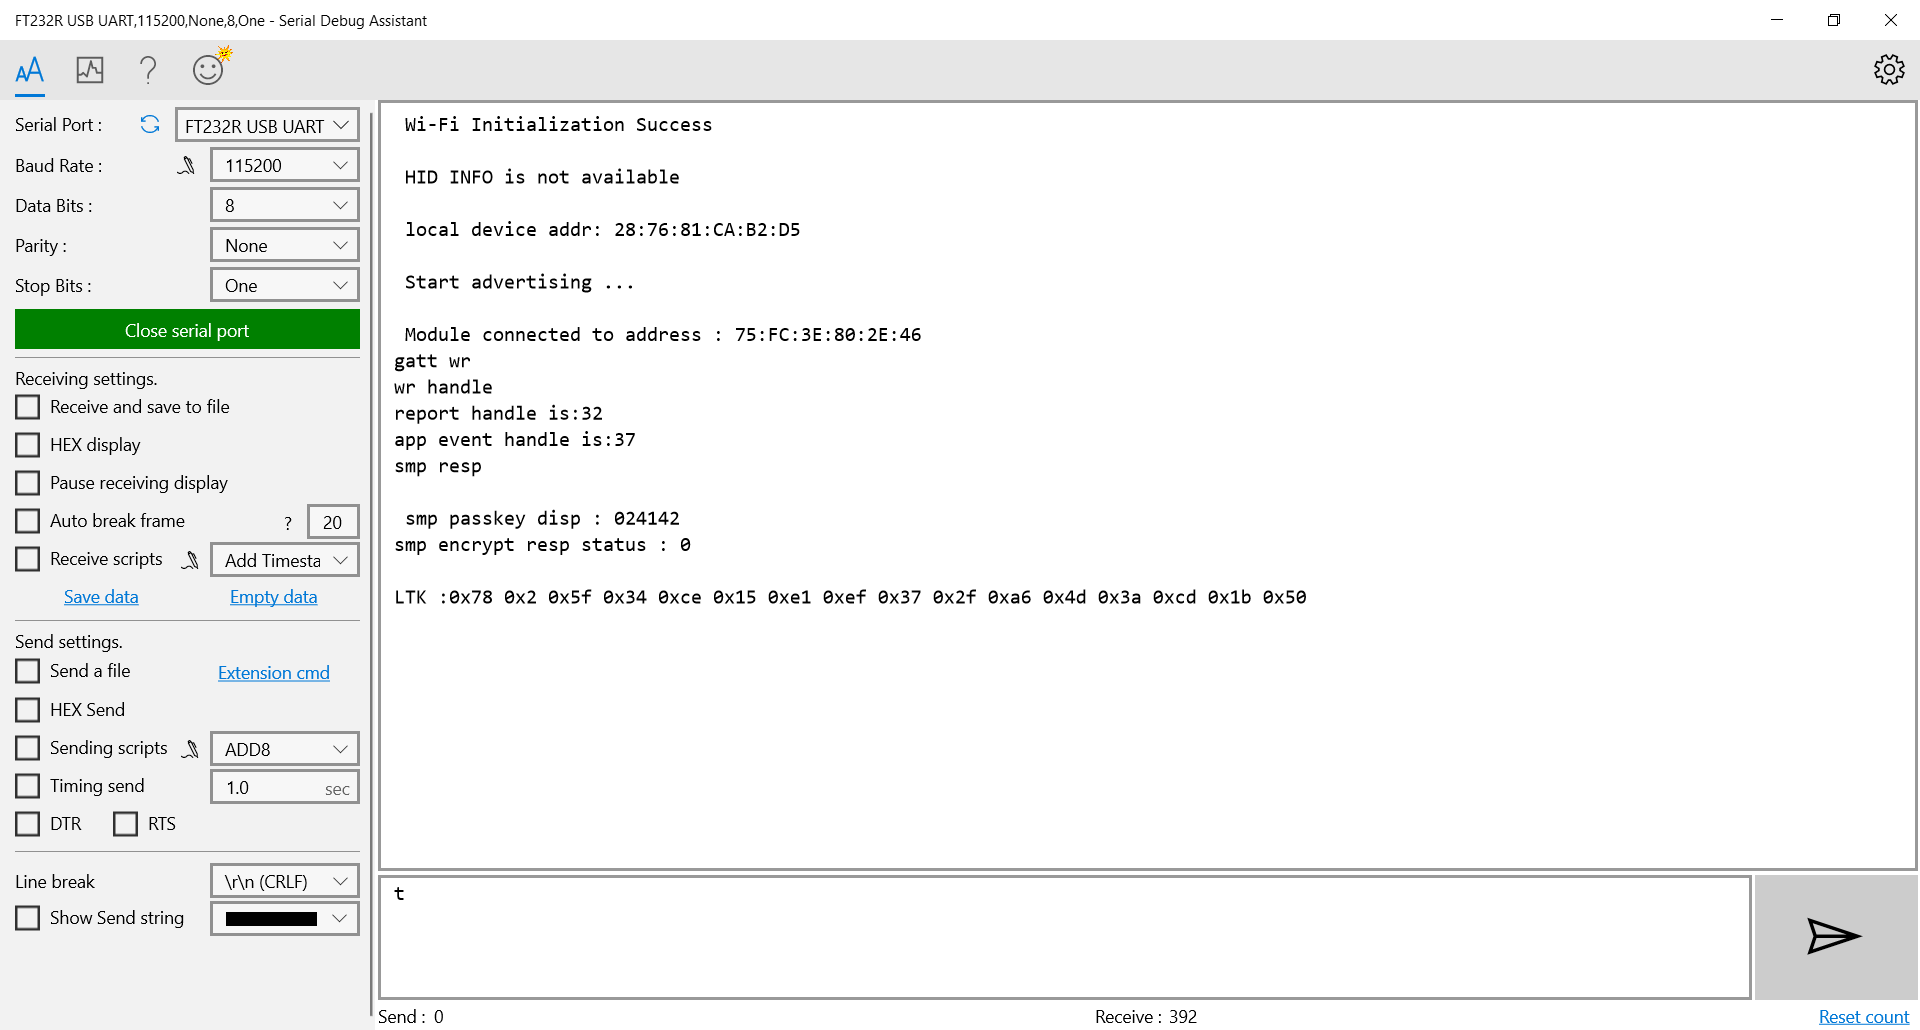 FT232R USB UART,115200,None,8,One - Serial Debug Assistant
Serial Port :
FT232R USB UART
Baud Rate :
115200
Data Bits :
8
Parity :
None
Stop Bits :
One
Close serial port
Receiving settings.
Receive and save to file
HEX display
Pause receiving display
Auto break frame
?
20
Receive scripts
Add Timesta
Save data
Empty data
Send settings.
Send a file
Extension cmd
HEX Send
Sending scripts
ADD8
Timing send
1.0
sec
DTR
RTS
Line break
\r\n (CRLF)
Show Send string
Wi-Fi Initialization Success
HID INFO is not available
local device addr: 28:76:81:CA:B2:D5
Start advertising ...
Module connected to address : 75:FC:3E:80:2E:46
gatt wr
wr handle
report handle is:32
app event handle is:37
smp resp
smp passkey disp : 024142
smp encrypt resp status : 0
LTK :0x78 0x2 0x5f 0x34 0xce 0x15 0xe1 0xef 0x37 0x2f 0xa6 0x4d 0x3a 0xcd 0x1b 0x50
t
Send : 0
Receive : 392
Reset count